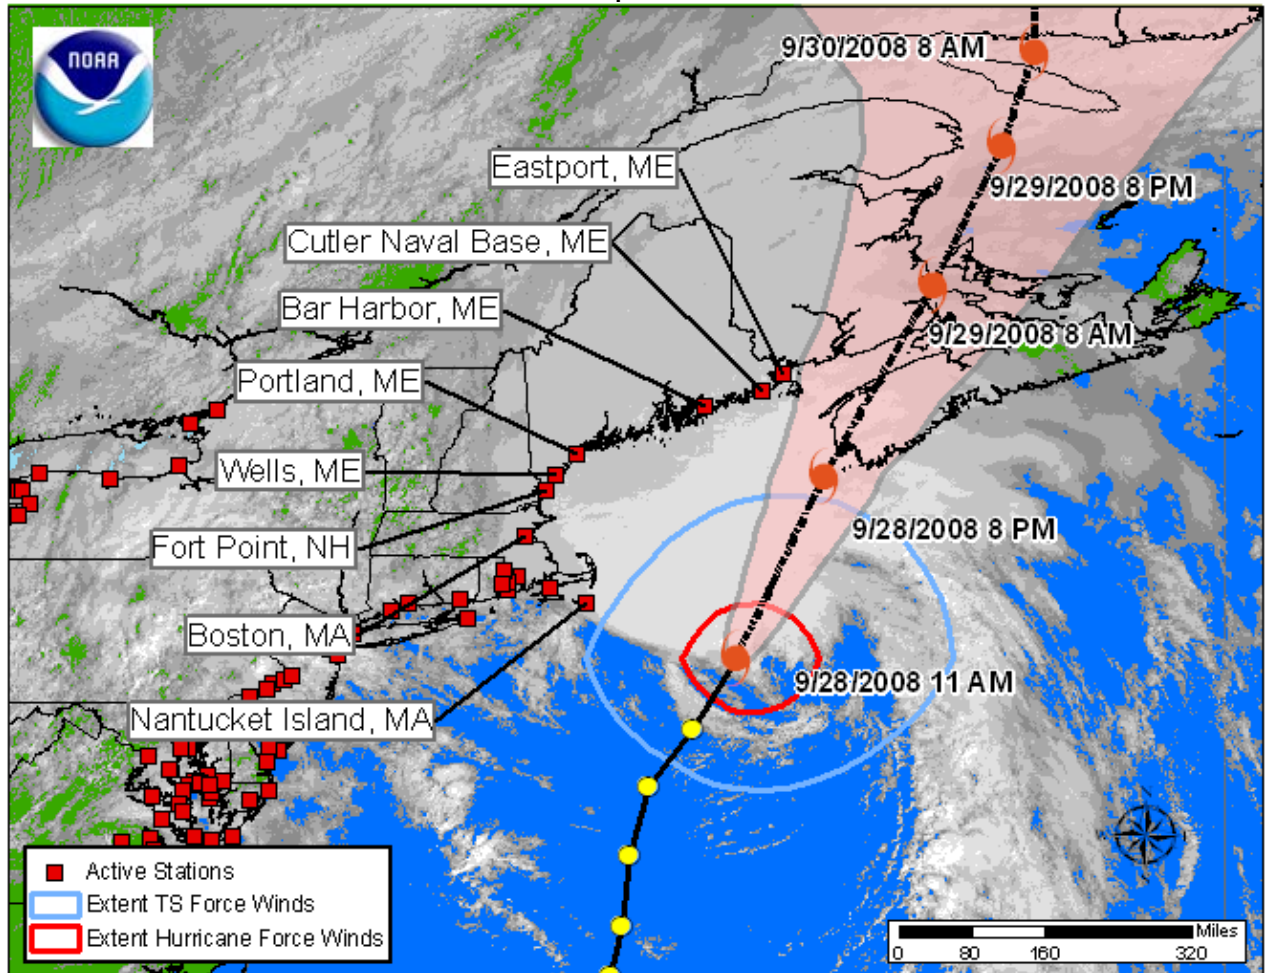 NOAA
9/30/2008 8 AM
Eastport, ME
9/29/2008 8 PM
Cutler Naval Base, ME
Bar Harbor, ME
9/29/2008 8 AM
Portland, ME
Wells, ME
9/28/2008 8 PM
Fort Point, NH
Boston, MA
9/28/2008 11 AM
Nantucket Island, MA
Active Stations
Extent TS Force Winds
Extent Hurricane Force Winds
Miles
0 80 160 320